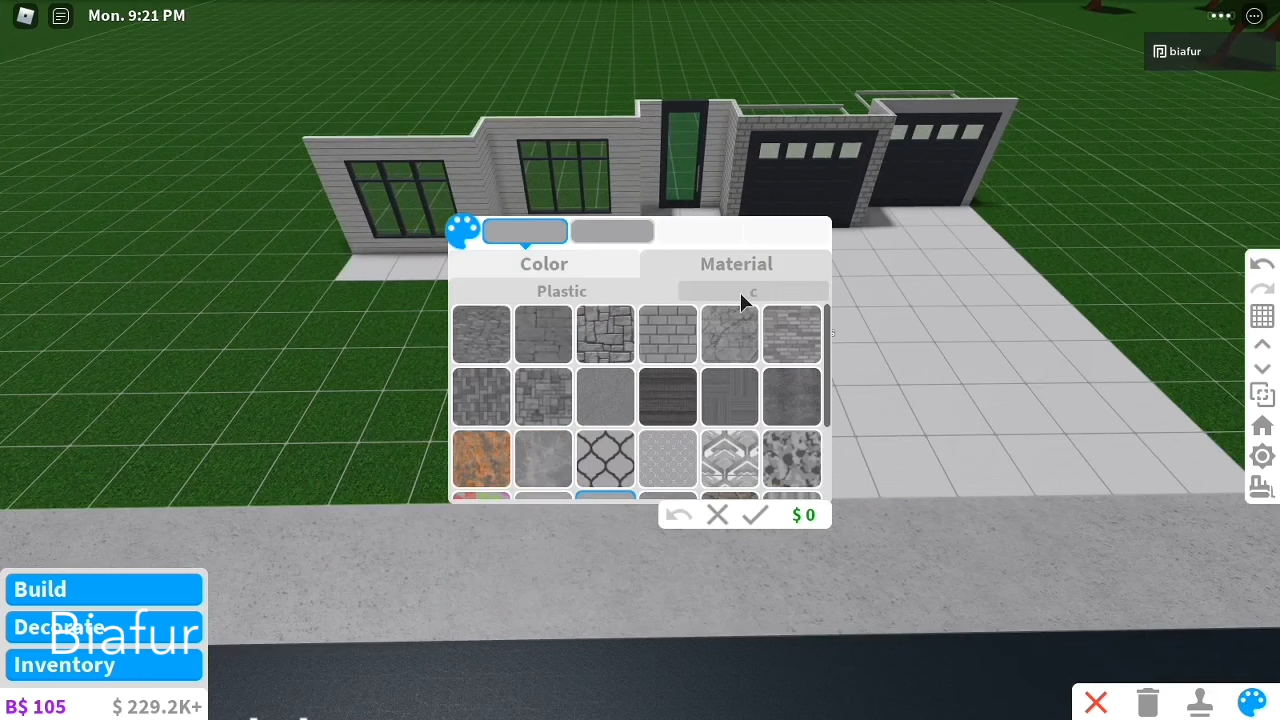 Mon. 9:21 PM
biafur
Color
Material
Plastic
c
Build
Decorate
Biafur
Inventory
B$ 105
$ 229.2K+
$ 0